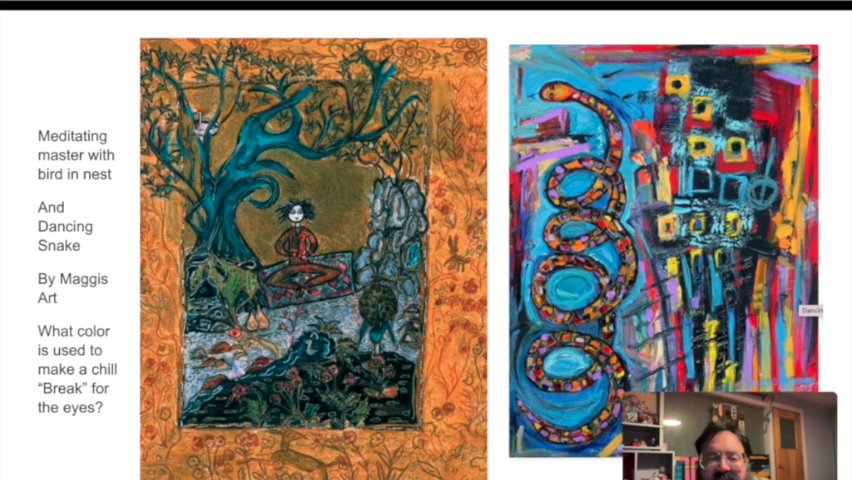 Meditating
master with
bird in nest
And
Dancing
Snake
By Maggis
Art
What color
is used to
make a chill
“Break” for
the eyes?